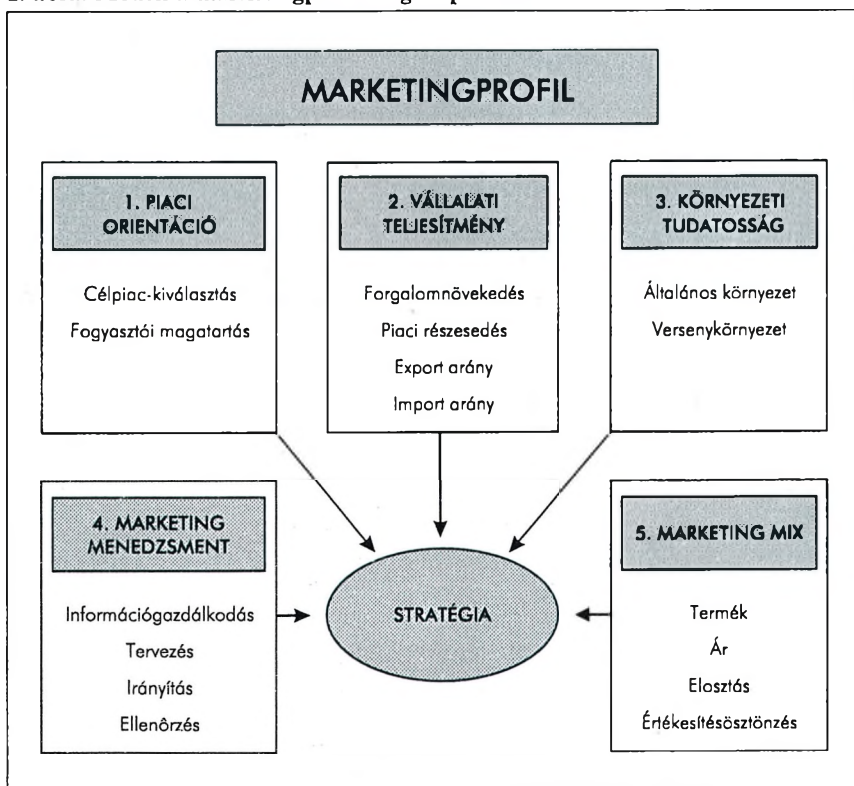 MARKETINGPROFIL
1. PIACI
ORIENTÁCIÓ
Célpiac-kiválasztás
Fogyasztói magatartás
2. VÁLLALATI
TELJESÍTMÉNY
Forgalomnövekedés
Piaci részesedés
Export arány
Import arány
3. KÖRNYEZETI
TUDATOSSÁG
Általános környezet
Versenykörnyezet
4. MARKETING
MENEDZSMENT
Információgazdálkodás
Tervezés
Irányítás
Ellenôrzés
STRATÉGIA
5. MARKETING MIX
Termék
Ár
Elosztás
Értékesítésösztönzés